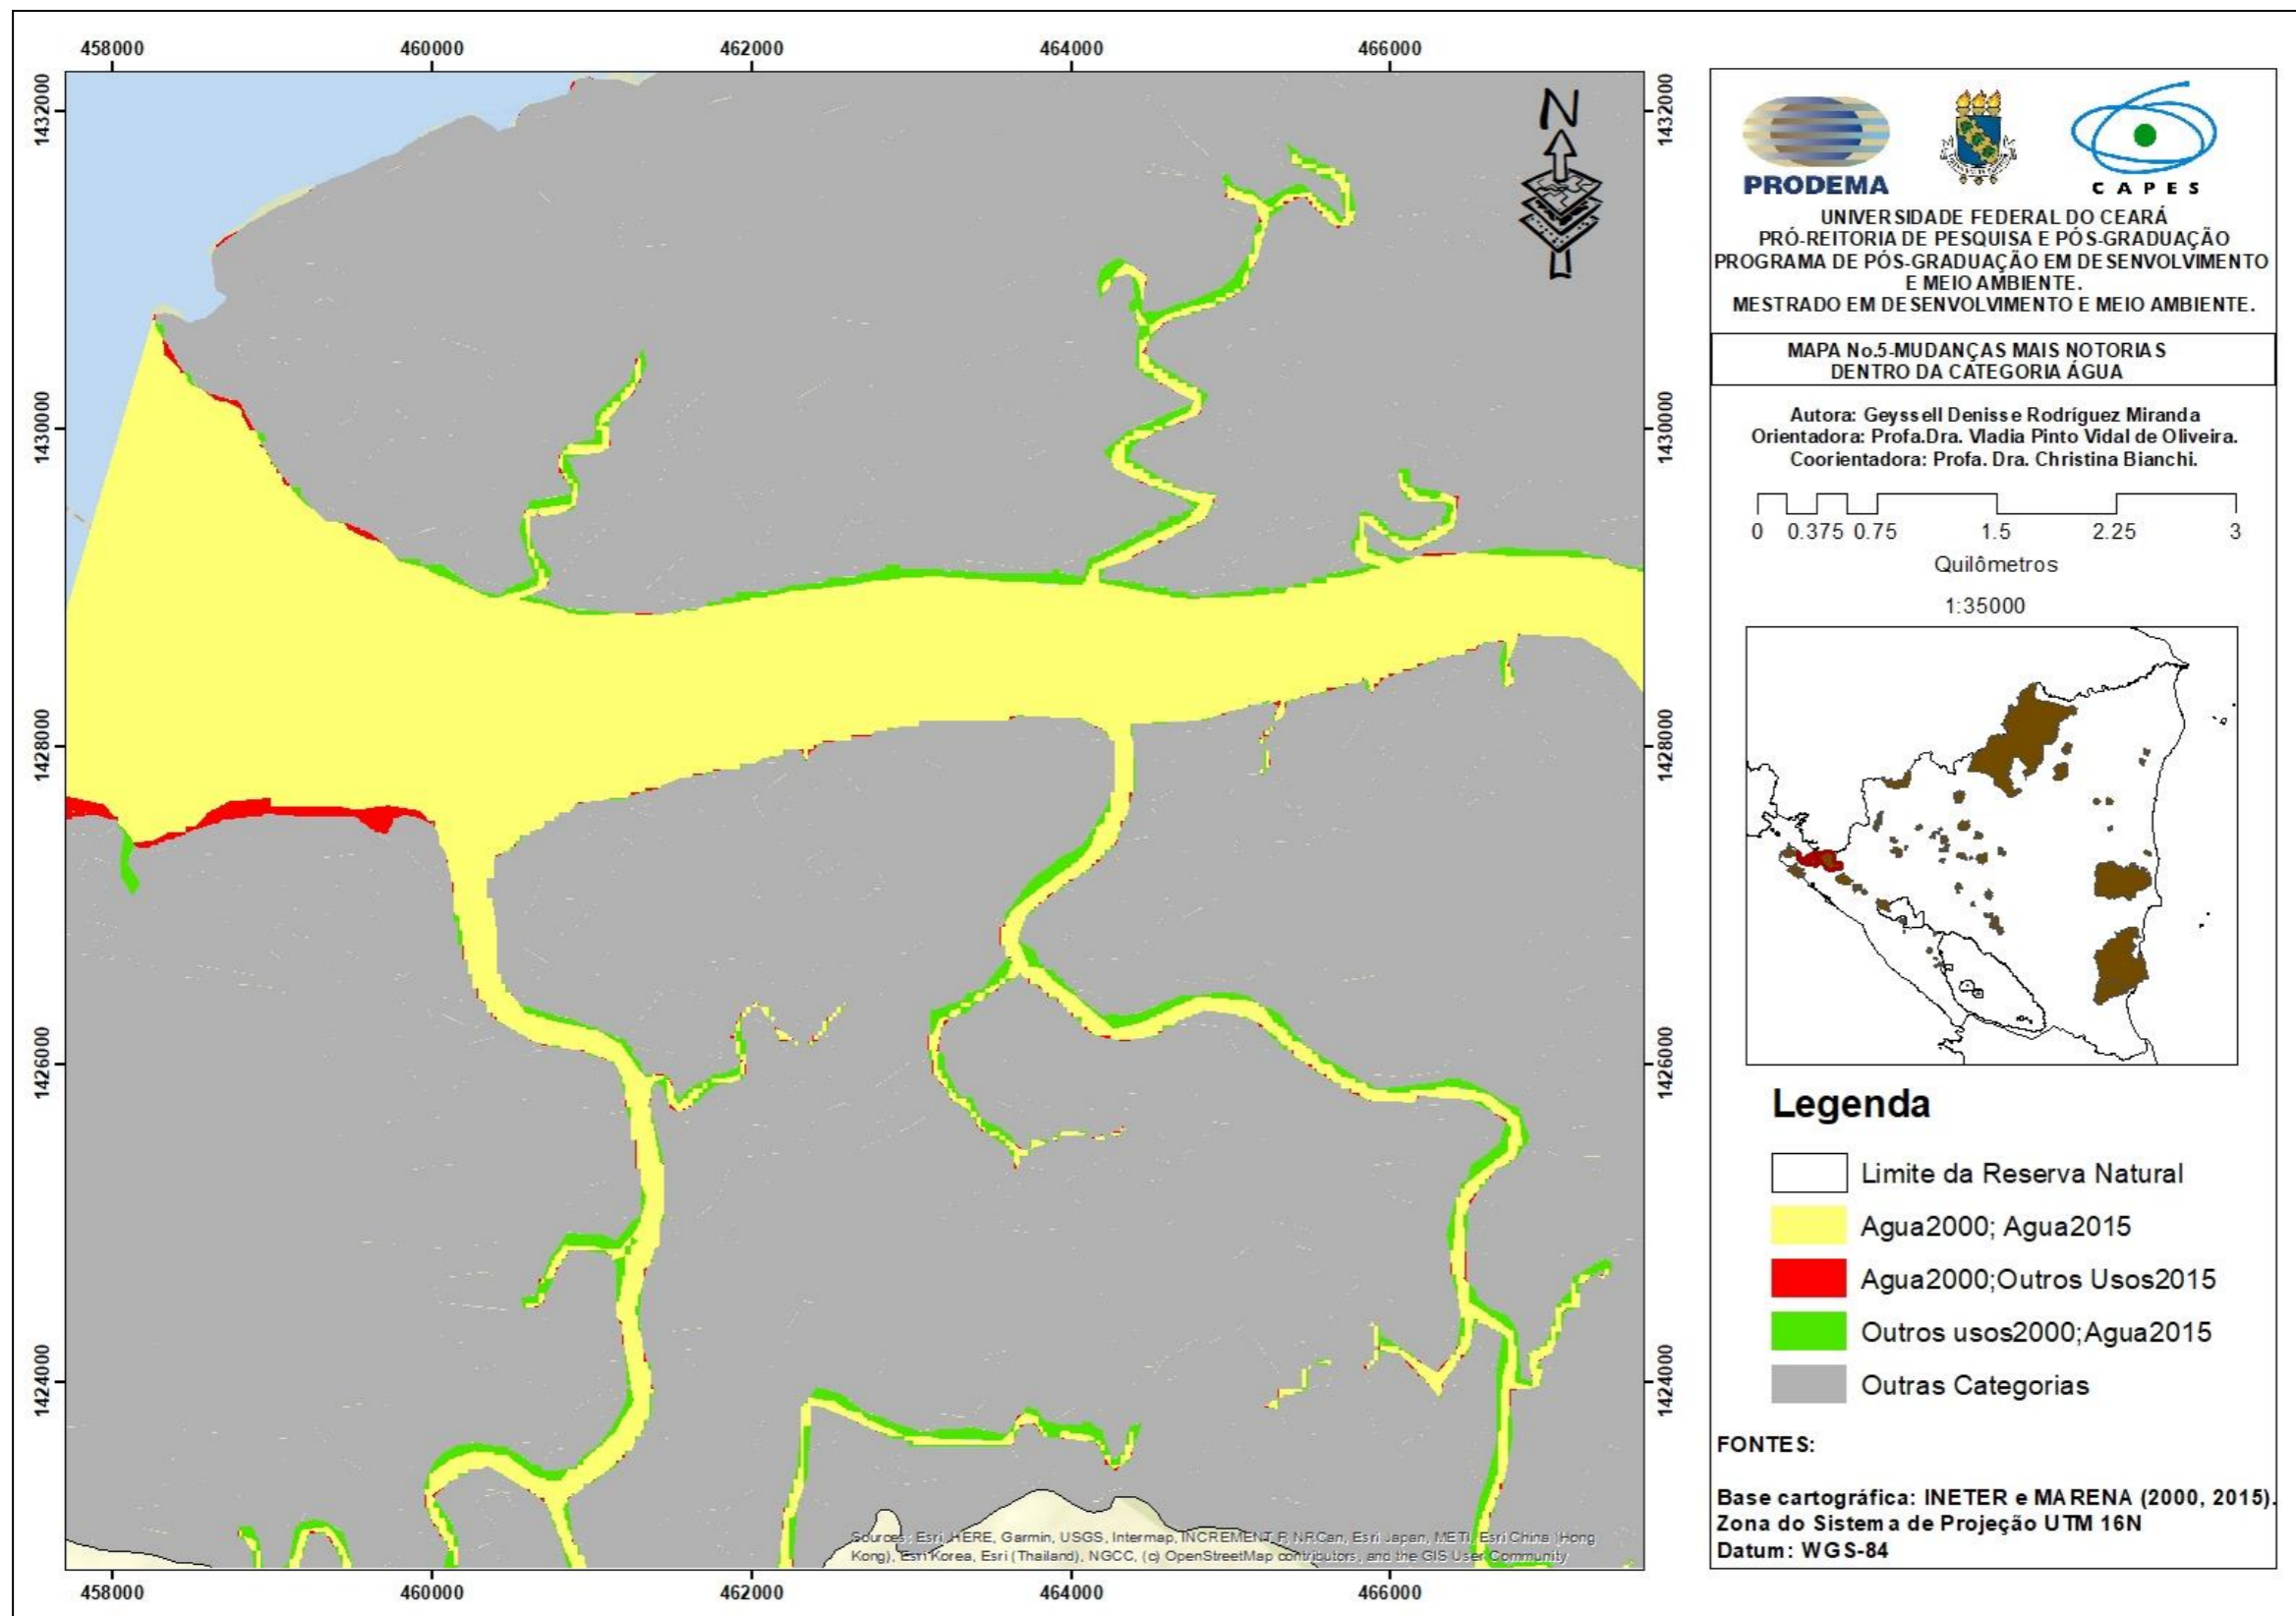 458000 460000 462000 464000 466000
1432000
1430000
1428000
1426000
1424000
N
1432000
1430000
1428000
1426000
1424000
458000 460000 462000 464000 466000
Sources: Esri, HERE, Garmin, USGS, Intermap, INCREMENT P, NRCan, Esri Japan, METI, Esri China (Hong
Kong), Esri Korea, Esri (Thailand), NGCC, (c) OpenStreetMap contributors, and the GIS User Community
PRODEMA
CAPES
UNIVERSIDADE FEDERAL DO CEARÁ
PRÓ-REITORIA DE PESQUISA E PÓS-GRADUAÇÃO
PROGRAMA DE PÓS-GRADUAÇÃO EM DESENVOLVIMENTO
E MEIO AMBIENTE.
MESTRADO EM DESENVOLVIMENTO E MEIO AMBIENTE.
MAPA No.5-MUDANÇAS MAIS NOTORIAS
DENTRO DA CATEGORIA ÁGUA
Autora: Geyssell Denisse Rodríguez Miranda
Orientadora: Profa.Dra. Vladia Pinto Vidal de Oliveira.
Coorientadora: Profa. Dra. Christina Bianchi.
0 0.375 0.75 1.5 2.25 3
Quilômetros
1:35000
Legenda
Limite da Reserva Natural
Agua2000; Agua2015
Agua2000;Outros Usos2015
Outros usos2000;Agua2015
Outras Categorias
FONTES:
Base cartográfica: INETER e MARENA (2000, 2015).
Zona do Sistema de Projeção UTM 16N
Datum: WGS-84